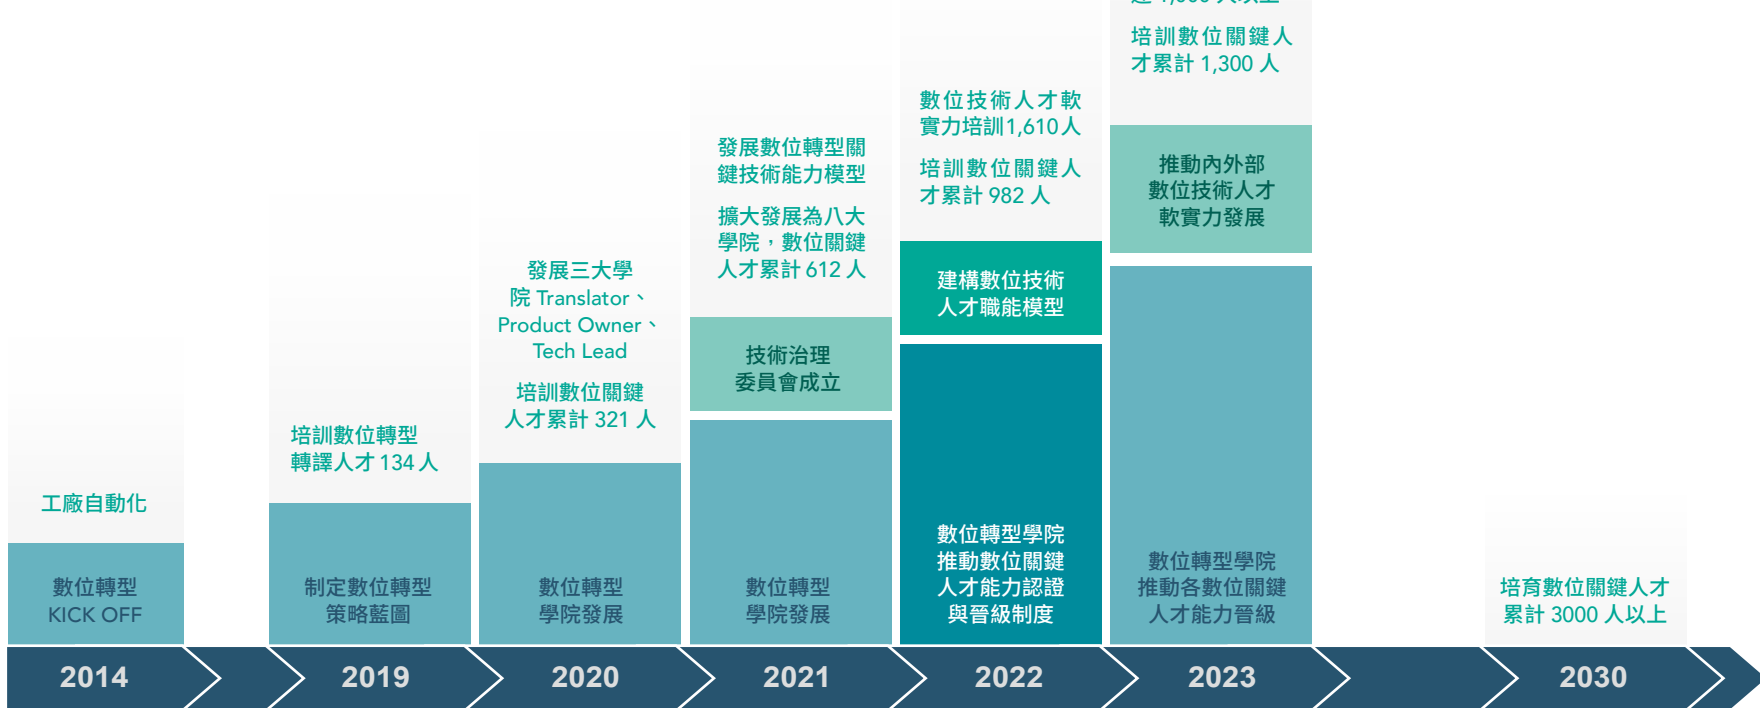 工廠自動化
數位轉型
KICK OFF
2014
培訓數位轉型
轉譯人才 134 人
制定數位轉型
策略藍圖
2019
發展三大學
院 Translator、
Product Owner、
Tech Lead
培訓數位關鍵
人才累計 321 人
數位轉型
學院發展
2020
發展數位轉型關
鍵技術能力模型
擴大發展為八大
學院，數位關鍵
人才累計 612 人
技術治理
委員會成立
數位轉型
學院發展
2021
數位技術人才軟
實力培訓1,610人
培訓數位關鍵人
才累計 982 人
建構數位技術
人才職能模型
數位轉型學院
推動數位關鍵
人才能力認證
與晉級制度
2022
培訓數位關鍵人
才累計 1,300 人
推動內外部
數位技術人才
軟實力發展
數位轉型學院
推動各數位關鍵
人才能力晉級
2023
培育數位關鍵人才
累計 3000 人以上
2030